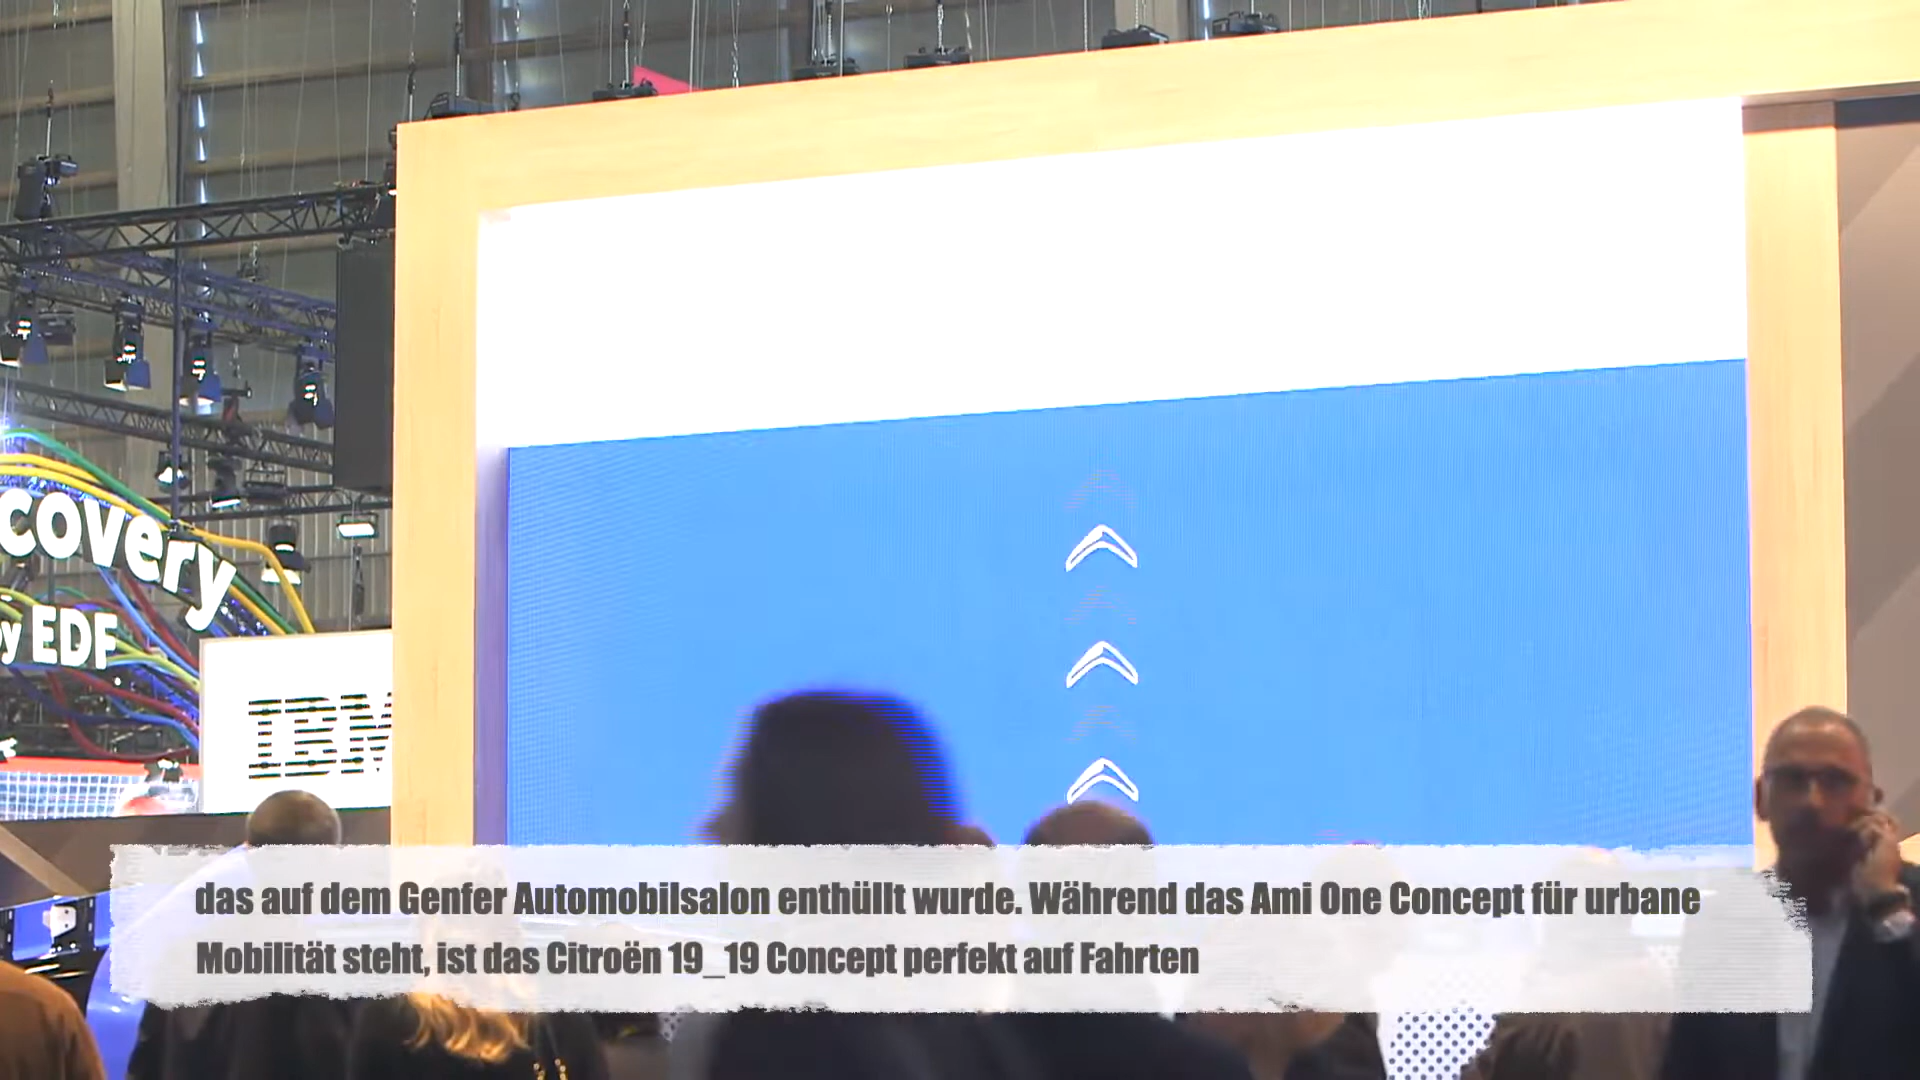 covery
by EDF
IBM
das auf dem Genfer Automobilsalon enthüllt wurde. Während das Ami One Concept für urbane
Mobilität steht, ist das Citroën 19_19 Concept perfekt auf Fahrten